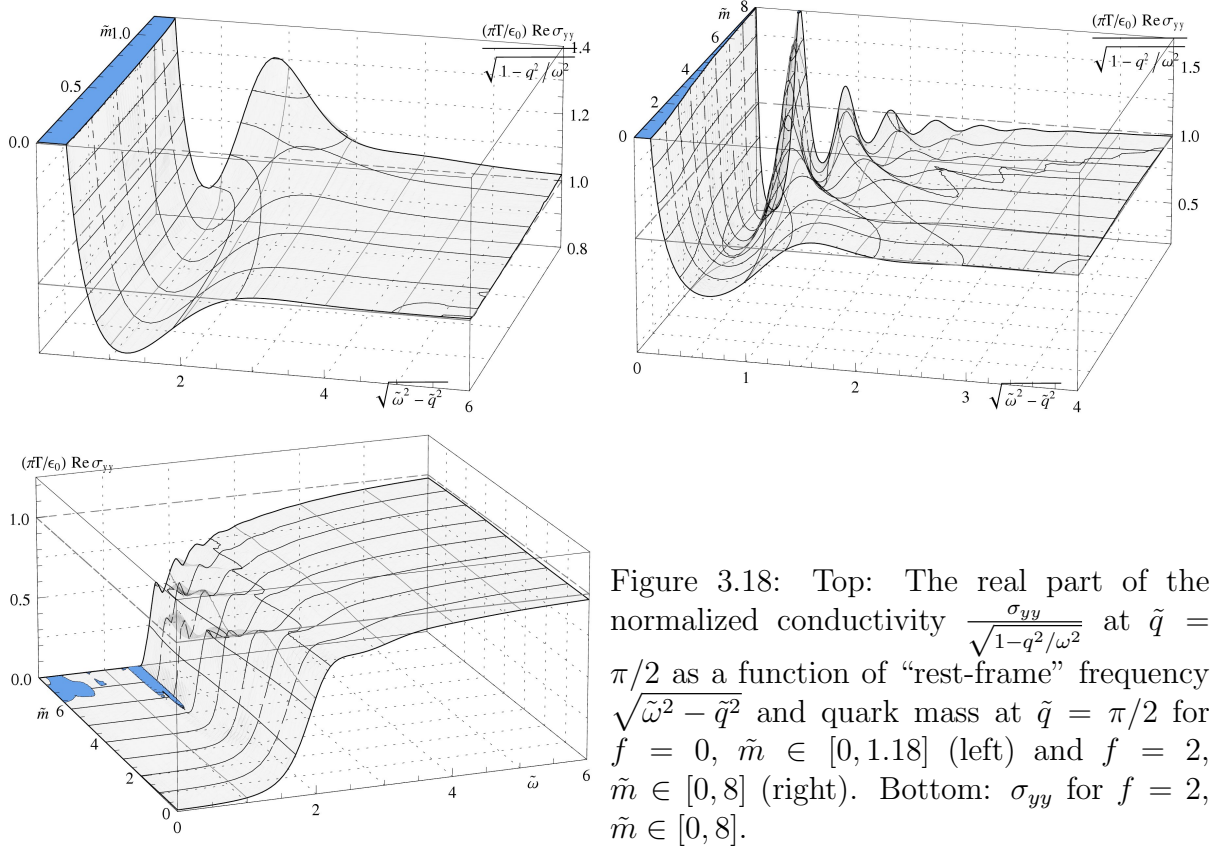 m̃ 1.0
0.5
0.0
(πT/ϵ₀) Re σ_yy
√(1 − q²/ω²)
1.4
1.2
1.0
0.8
2
4
6
√(ω̃² − q̃²)
m̃
8
6
4
2
0
(πT/ϵ₀) Re σ_yy
√(1 − q²/ω²)
1.5
1.0
0.5
0
1
2
3
4
√(ω̃² − q̃²)
(πT/ϵ₀) Re σ_yy
1.0
0.5
0.0
m̃
6
4
2
0
0
2
4
6
ω̃
Figure 3.18: Top: The real part of the
normalized conductivity σ_yy/√(1−q²/ω²) at q̃ =
π/2 as a function of “rest-frame” frequency
√(ω̃² − q̃²) and quark mass at q̃ = π/2 for
f = 0, m̃ ∈ [0, 1.18] (left) and f = 2,
m̃ ∈ [0, 8] (right). Bottom: σ_yy for f = 2,
m̃ ∈ [0, 8].